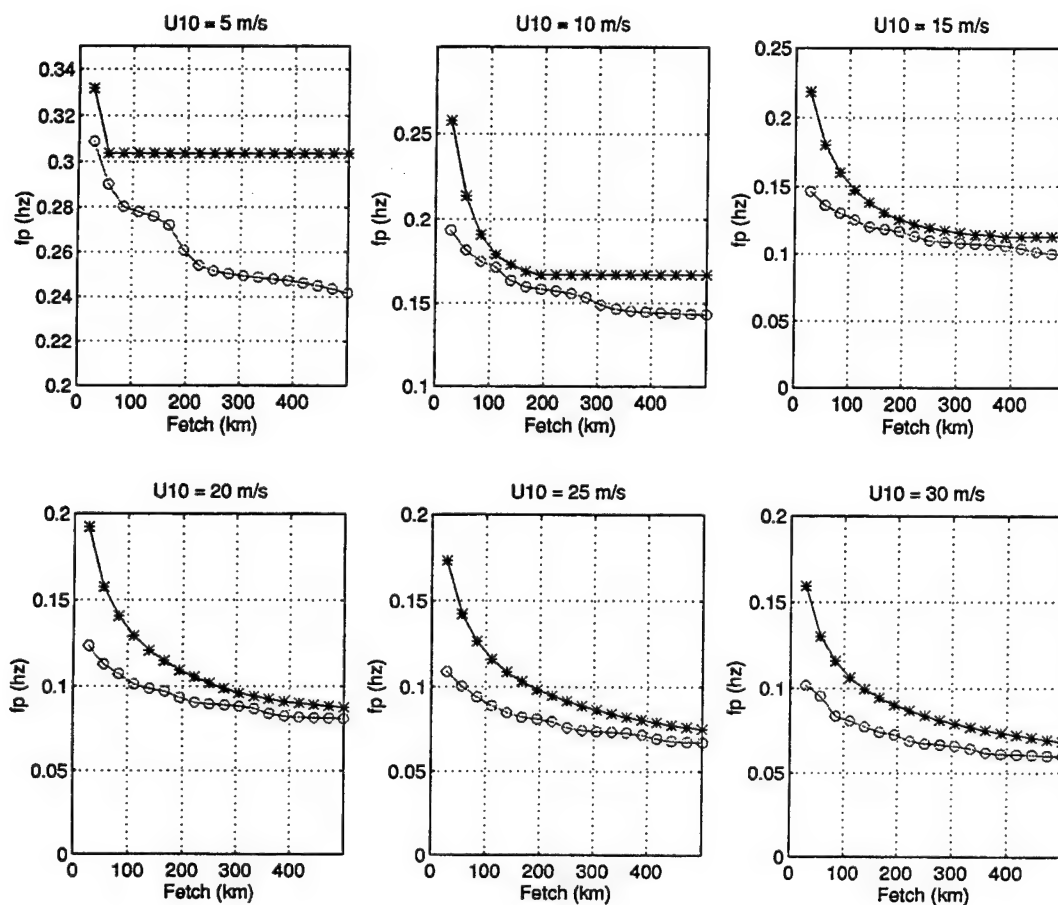 U10 = 5 m/s
0.34
0.32
0.3
0.28
0.26
0.24
0.22
0.2
fp (hz)
0 100 200 300 400
Fetch (km)
U10 = 10 m/s
0.25
0.2
0.15
0.1
fp (hz)
0 100 200 300 400
Fetch (km)
U10 = 15 m/s
0.25
0.2
0.15
0.1
0.05
0
fp (hz)
0 100 200 300 400
Fetch (km)
U10 = 20 m/s
0.2
0.15
0.1
0.05
0
fp (hz)
0 100 200 300 400
Fetch (km)
U10 = 25 m/s
0.2
0.15
0.1
0.05
0
fp (hz)
0 100 200 300 400
Fetch (km)
U10 = 30 m/s
0.2
0.15
0.1
0.05
0
fp (hz)
0 100 200 300 400
Fetch (km)